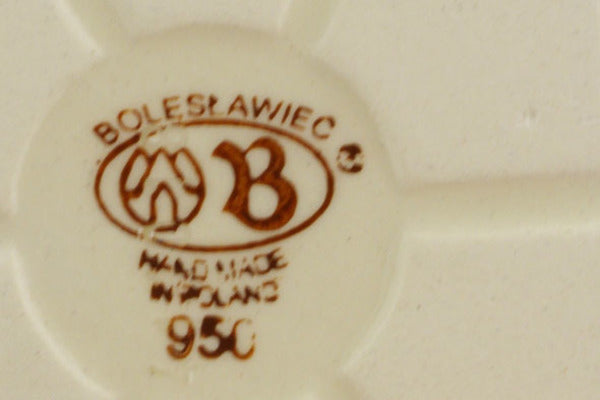 BOLESŁAWIEC
B
HAND MADE
IN POLAND
950